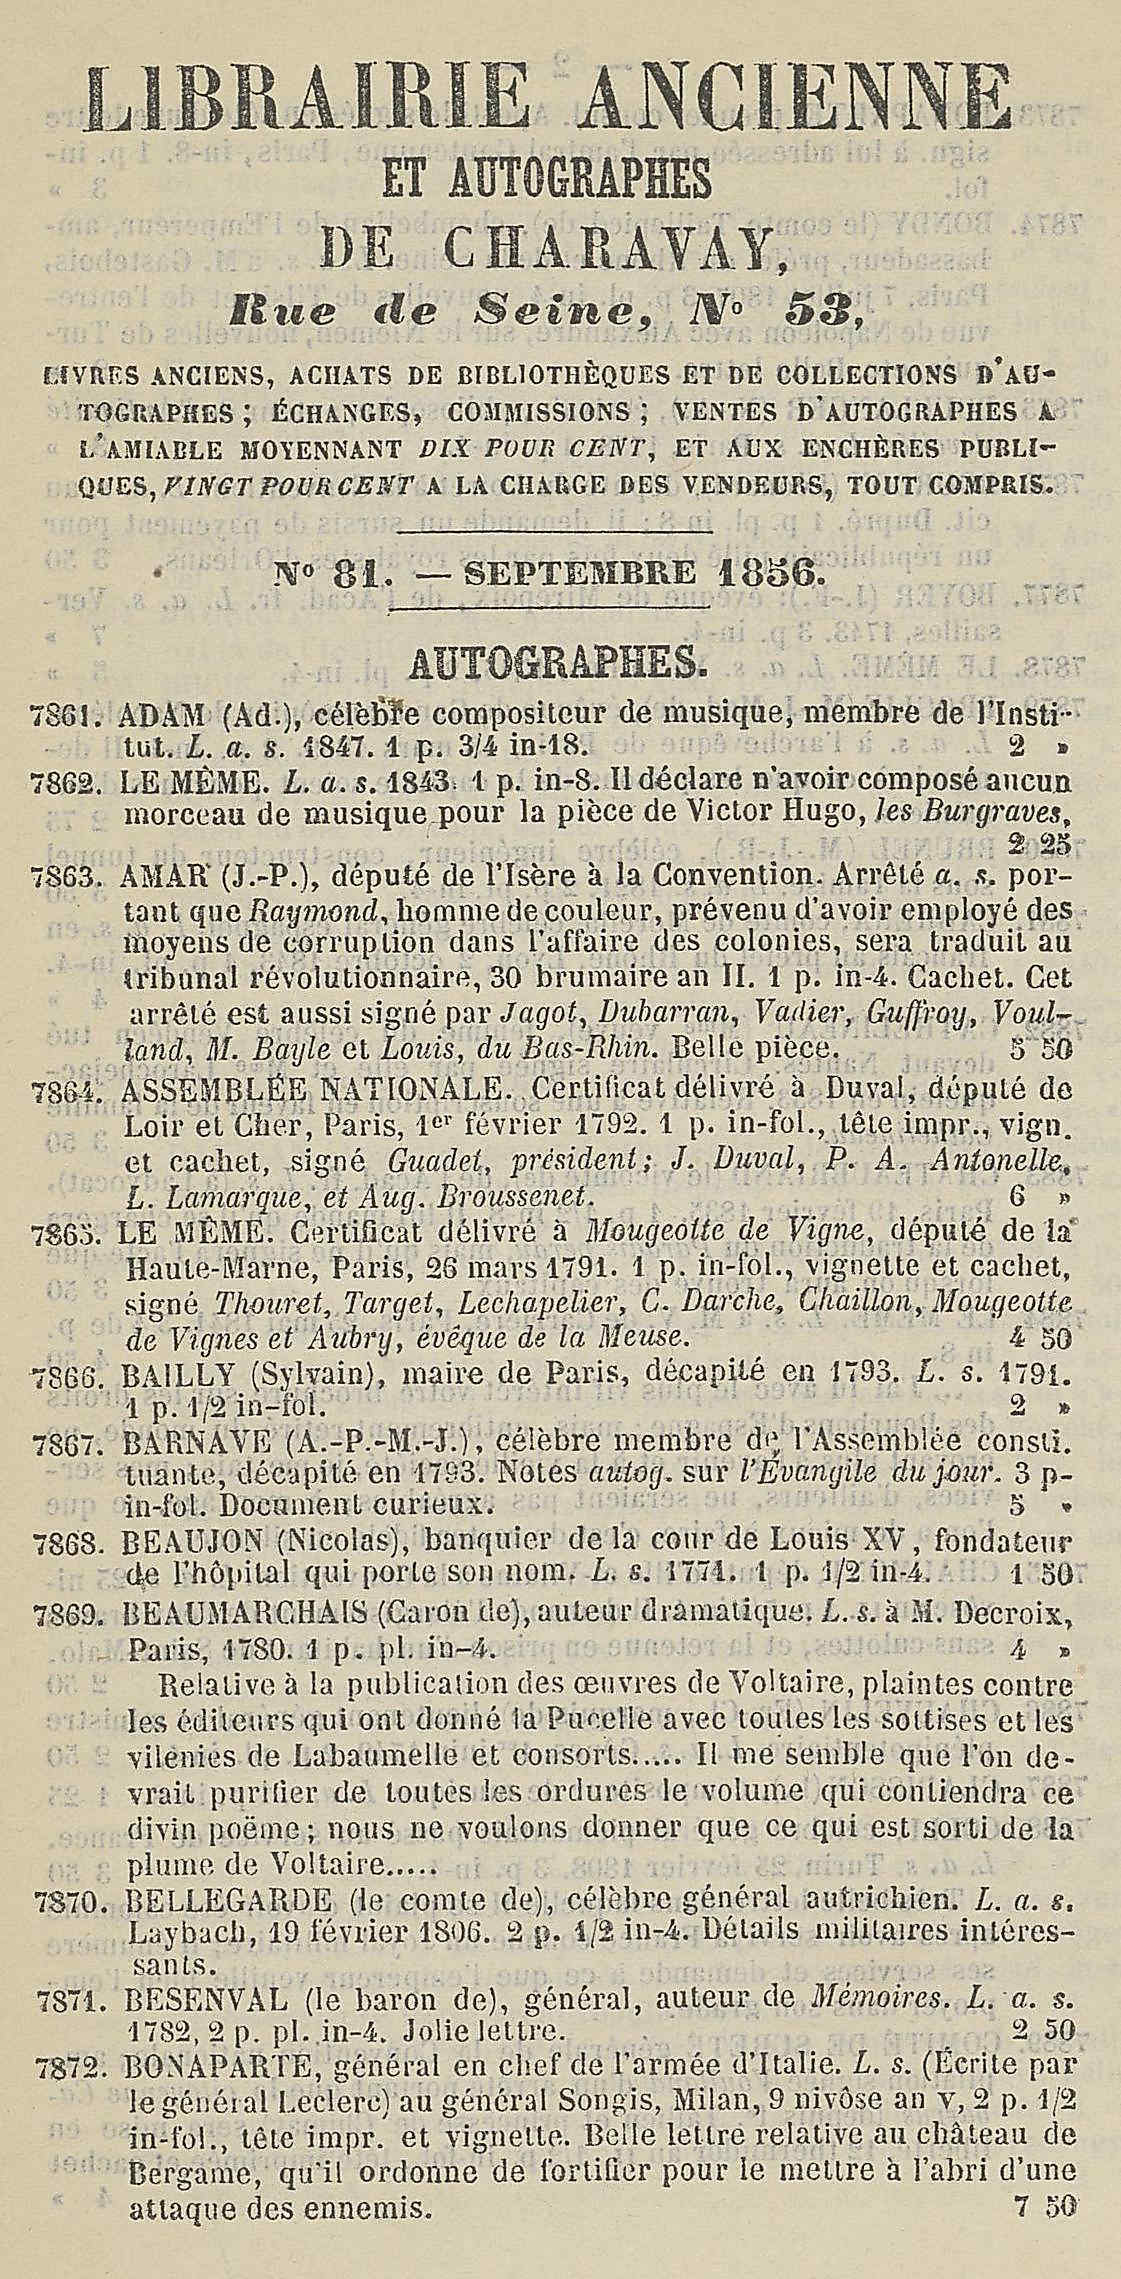 LIBRAIRIE ANCIENNE
ET AUTOGRAPHES
DE CHARAVAY,
Rue de Seine, No 53,
LIVRES ANCIENS, ACHATS DE BIBLIOTHÈQUES ET DE COLLECTIONS D'AU-
TOGRAPHES ; ÉCHANGES, COMMISSIONS ; VENTES D'AUTOGRAPHES A
L'AMIABLE MOYENNANT DIX POUR CENT, ET AUX ENCHÈRES PUBLI-
QUES, VINGT POUR CENT A LA CHARGE DES VENDEURS, TOUT COMPRIS.
No 81. — SEPTEMBRE 1856.
AUTOGRAPHES.
7861. ADAM (Ad.), célèbre compositeur de musique, membre de l'Insti-
tut. L. a. s. 1847. 1 p. 3/4 in-18. 2 »
7862. LE MÊME. L. a. s. 1843. 1 p. in-8. Il déclare n'avoir composé aucun
morceau de musique pour la pièce de Victor Hugo, les Burgraves,
2 25
7863. AMAR (J.-P.), député de l'Isère à la Convention. Arrêté a. s. por-
tant que Raymond, homme de couleur, prévenu d'avoir employé des
moyens de corruption dans l'affaire des colonies, sera traduit au
tribunal révolutionnaire, 30 brumaire an II. 1 p. in-4. Cachet. Cet
arrêté est aussi signé par Jagot, Dubarran, Vadier, Guffroy, Voul-
land, M. Bayle et Louis, du Bas-Rhin. Belle pièce. 5 50
7864. ASSEMBLÉE NATIONALE. Certificat délivré à Duval, député de
Loir et Cher, Paris, 1er février 1792. 1 p. in-fol., tête impr., vign.
et cachet, signé Guadet, président; J. Duval, P. A. Antonelle,
L. Lamarque, et Aug. Broussenet. 6 »
7865. LE MÊME. Certificat délivré à Mougeotte de Vigne, député de la
Haute-Marne, Paris, 26 mars 1791. 1 p. in-fol., vignette et cachet,
signé Thouret, Target, Lechapelier, C. Darche, Chaillon, Mougeotte
de Vignes et Aubry, évêque de la Meuse. 4 50
7866. BAILLY (Sylvain), maire de Paris, décapité en 1793. L. s. 1791.
1 p. 1/2 in-fol. 2 »
7867. BARNAVE (A.-P.-M.-J.), célèbre membre de l'Assemblée consti.
tuante, décapité en 1793. Notes autog. sur l'Évangile du jour. 3 p-
in-fol. Document curieux. 5 »
7868. BEAUJON (Nicolas), banquier de la cour de Louis XV, fondateur
de l'hôpital qui porte son nom. L. s. 1771. 1 p. 1/2 in-4. 1 50
7869. BEAUMARCHAIS (Caron de), auteur dramatique. L. s. à M. Decroix,
Paris, 1780. 1 p. pl. in-4. 4 »
Relative à la publication des œuvres de Voltaire, plaintes contre
les éditeurs qui ont donné la Pucelle avec toutes les sottises et les
vilenies de Labaumelle et consorts..... Il me semble que l'on de-
vrait purifier de toutes les ordures le volume qui contiendra ce
divin poëme; nous ne voulons donner que ce qui est sorti de la
plume de Voltaire.....
7870. BELLEGARDE (le comte de), célèbre général autrichien. L. a. s.
Laybach, 19 février 1806. 2 p. 1/2 in-4. Détails militaires intéres-
sants.
7871. BESENVAL (le baron de), général, auteur de Mémoires. L. a. s.
1782, 2 p. pl. in-4. Jolie lettre. 2 50
7872. BONAPARTE, général en chef de l'armée d'Italie. L. s. (Écrite par
le général Leclerc) au général Songis, Milan, 9 nivôse an V, 2 p. 1/2
in-fol., tête impr. et vignette. Belle lettre relative au château de
Bergame, qu'il ordonne de fortifier pour le mettre à l'abri d'une
attaque des ennemis. 7 50